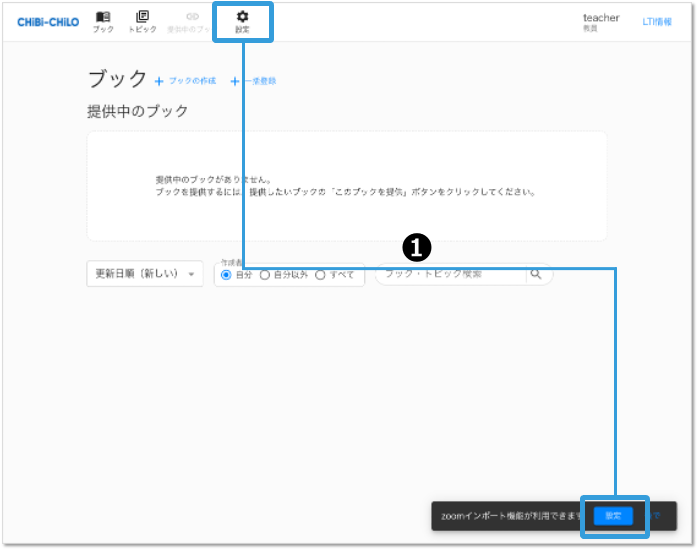 CHiBi-CHiLO
ブック トピック 提供中のブッ 設定
teacher
教員
LTI情報
ブック + ブックの作成 + 一括登録
提供中のブック
提供中のブックがありません。
ブックを提供するには、提供したいブックの「このブックを提供」ボタンをクリックしてください。
❶
作成者
更新日順（新しい） 自分 自分以外 すべて ブック・トピック検索
zoomインポート機能が利用できます 設定